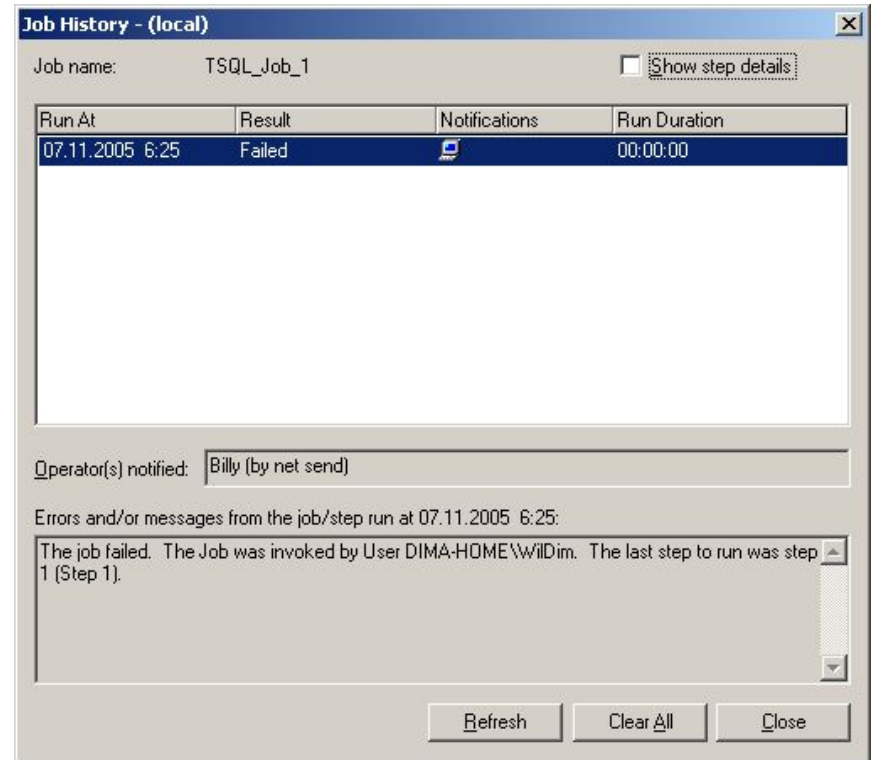 Job History - (local)
Job name: TSQL_Job_1 Show step details
Run At Result Notifications Run Duration
07.11.2005 6:25 Failed 00:00:00
Operator(s) notified: Billy (by net send)
Errors and/or messages from the job/step run at 07.11.2005 6:25:
The job failed. The Job was invoked by User DIMA-HOME\WilDim. The last step to run was step
1 (Step 1).
Refresh Clear All Close